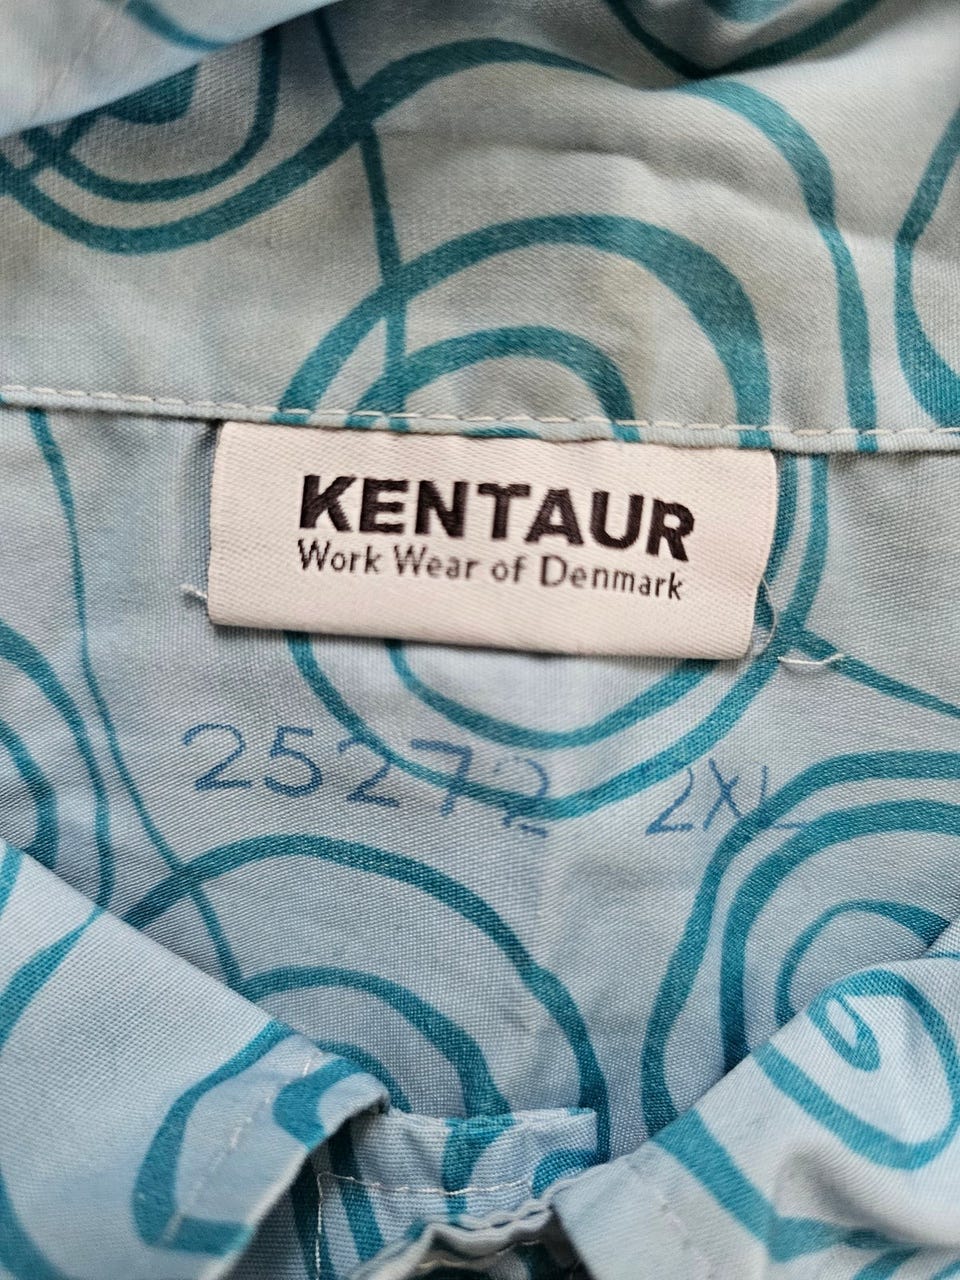 KENTAUR
Work Wear of Denmark
25272 2XL